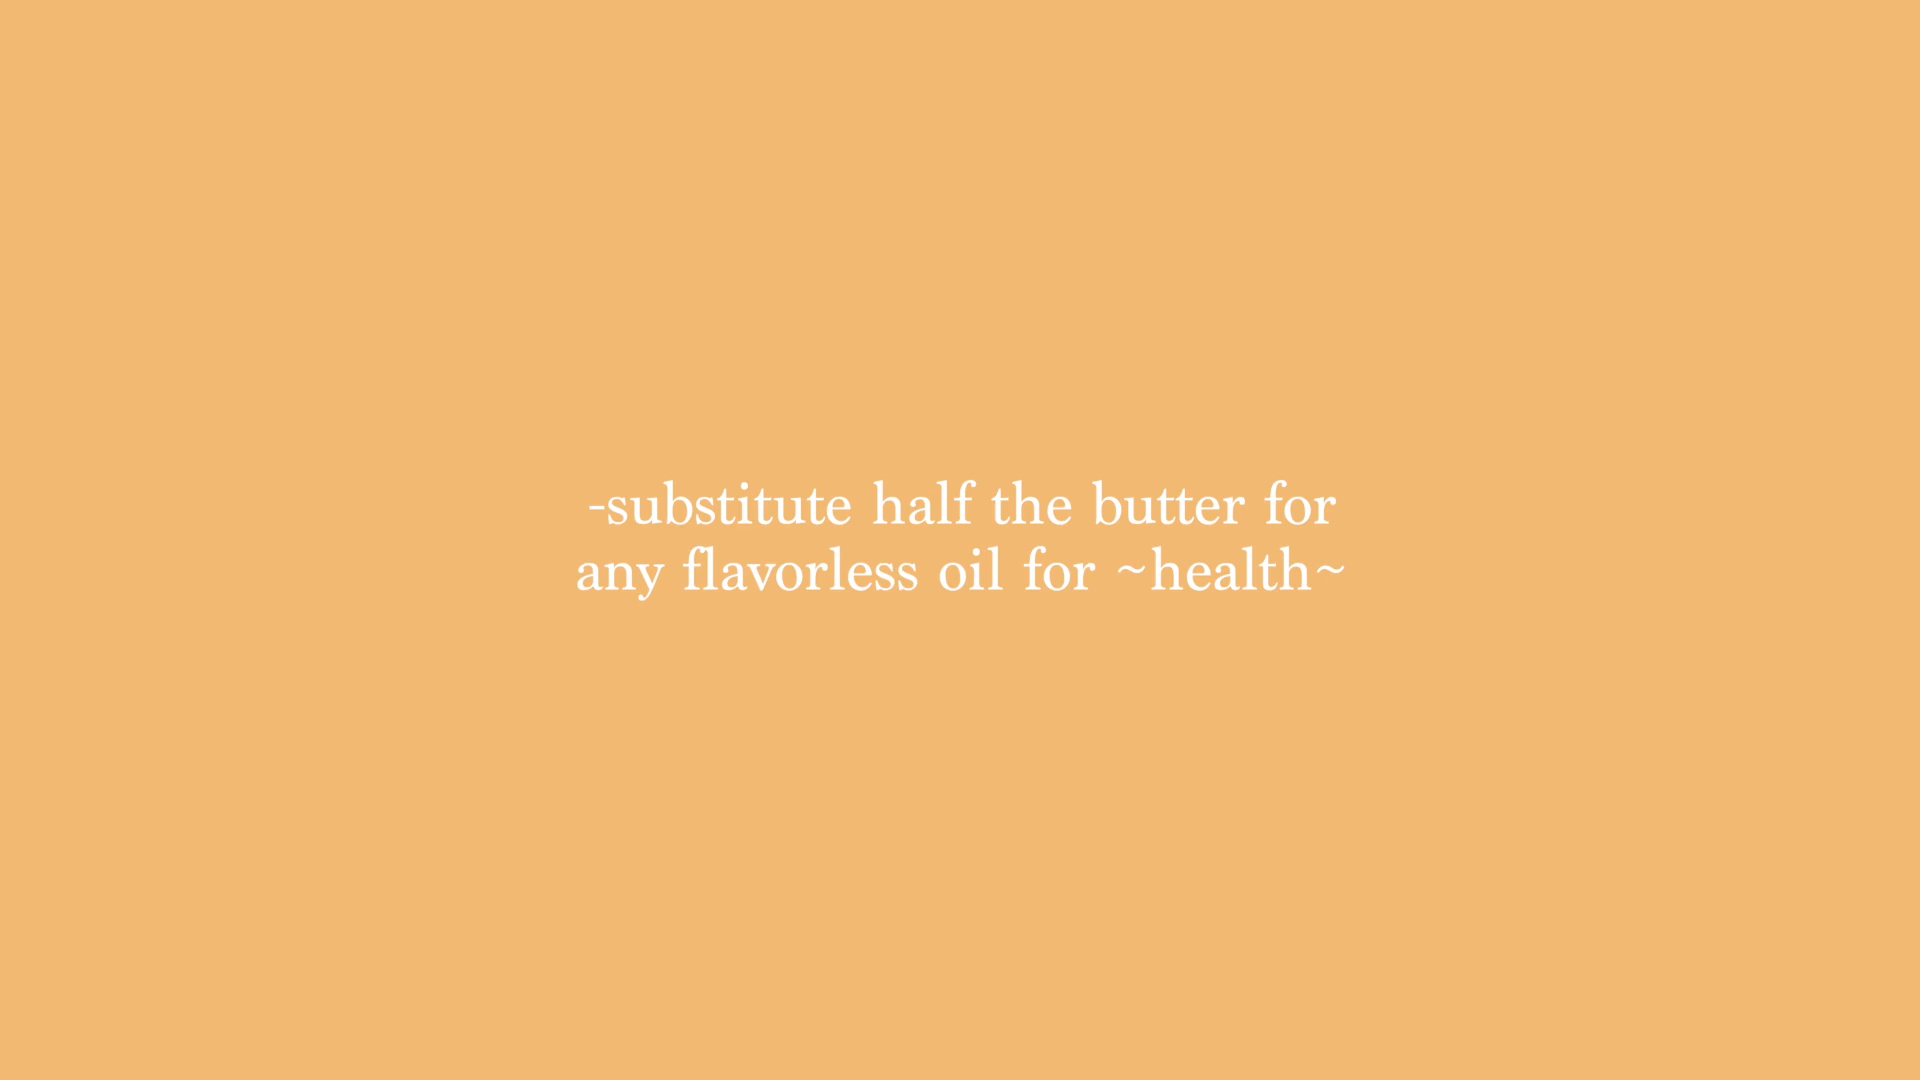 -substitute half the butter for
any flavorless oil for ~health~